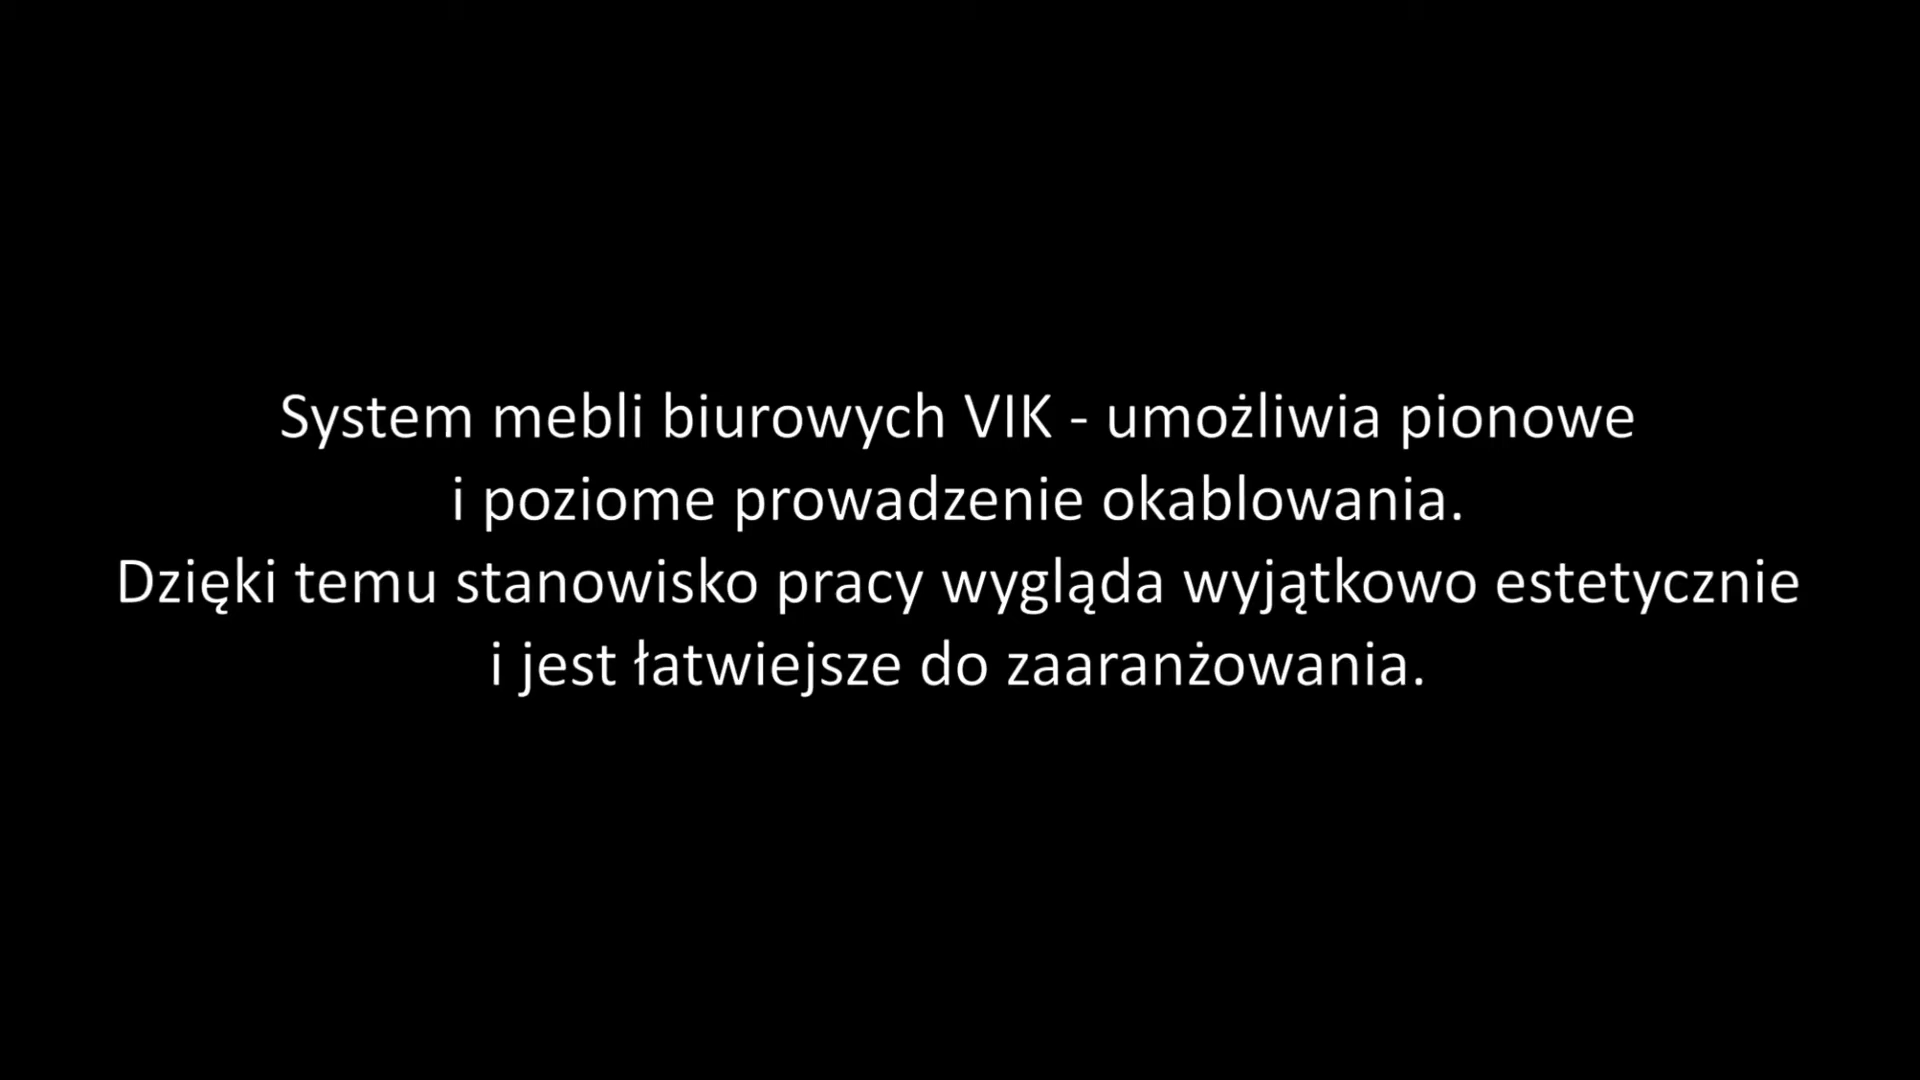 System mebli biurowych VIK - umożliwia pionowe
i poziome prowadzenie okablowania.
Dzięki temu stanowisko pracy wygląda wyjątkowo estetycznie
i jest łatwiejsze do zaaranżowania.